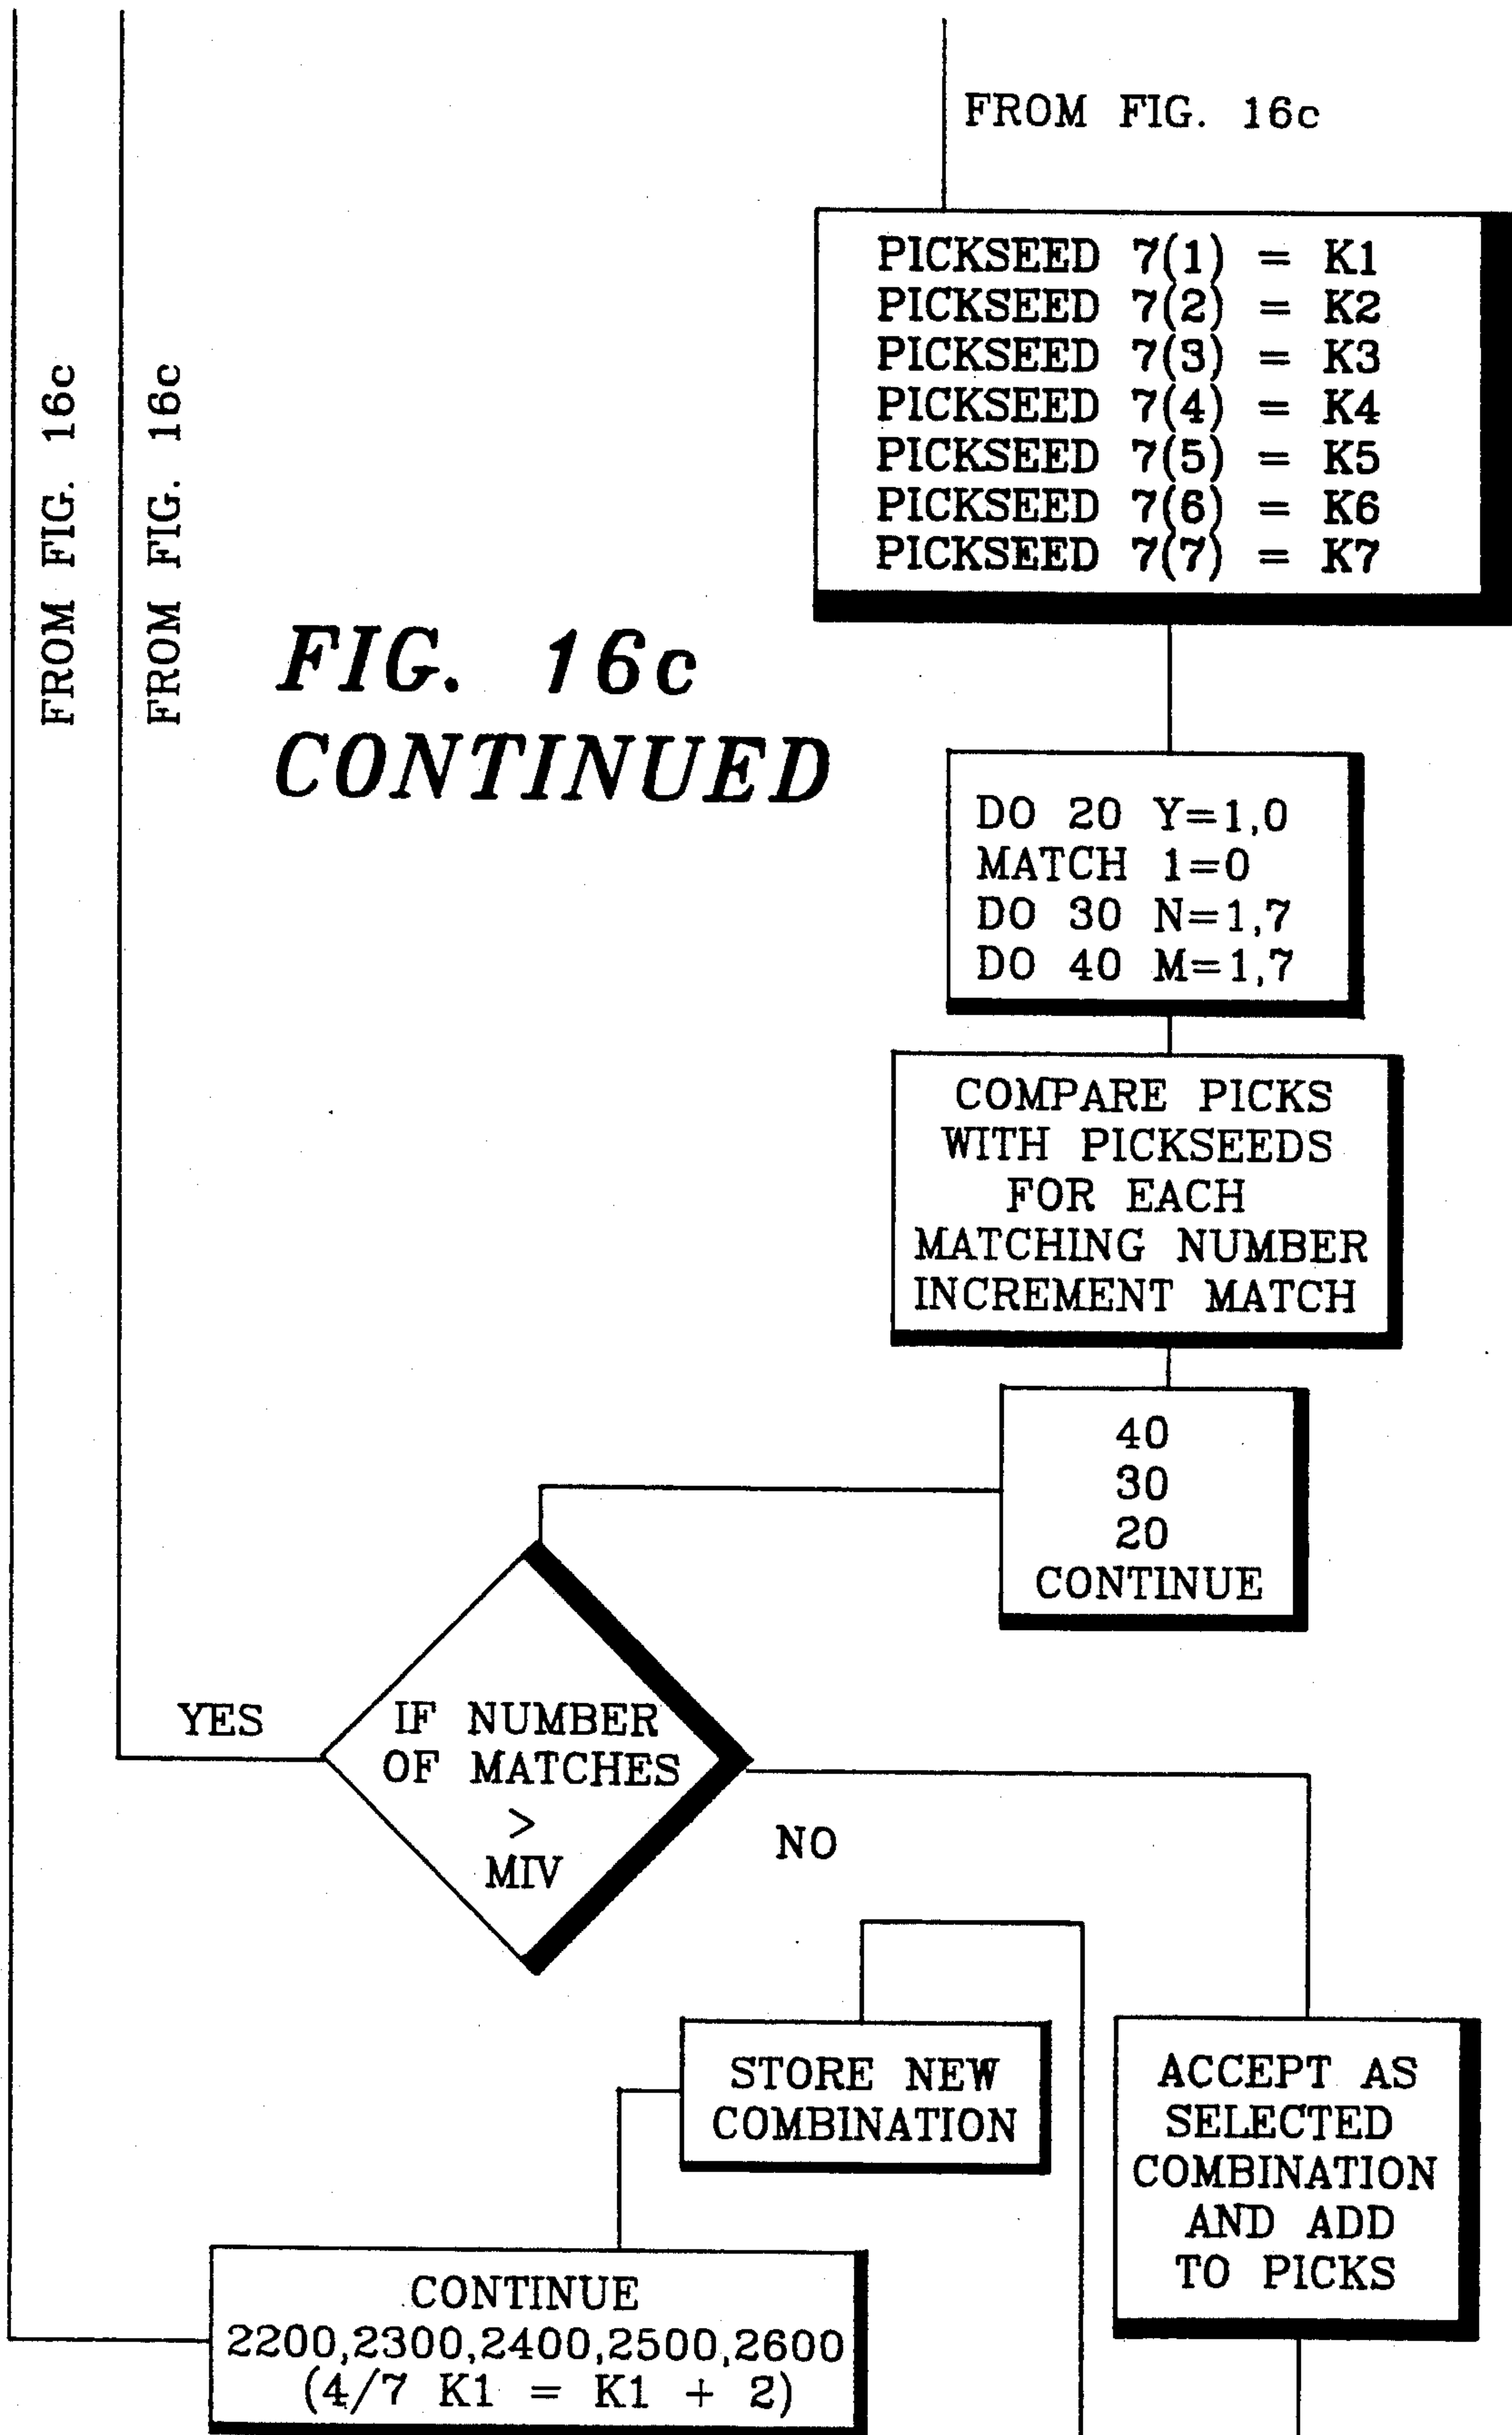 FROM FIG. 16c
PICKSEED 7(1) = K1
PICKSEED 7(2) = K2
PICKSEED 7(3) = K3
PICKSEED 7(4) = K4
PICKSEED 7(5) = K5
PICKSEED 7(6) = K6
PICKSEED 7(7) = K7
FROM FIG. 16c
FROM FIG. 16c
FIG. 16c
CONTINUED
DO 20 Y=1,0
MATCH 1=0
DO 30 N=1,7
DO 40 M=1,7
COMPARE PICKS
WITH PICKSEEDS
FOR EACH
MATCHING NUMBER
INCREMENT MATCH
40
30
20
CONTINUE
YES
IF NUMBER
OF MATCHES
>
MIV
NO
STORE NEW
COMBINATION
ACCEPT AS
SELECTED
COMBINATION
AND ADD
TO PICKS
CONTINUE
2200,2300,2400,2500,2600
(4/7 K1 = K1 + 2)